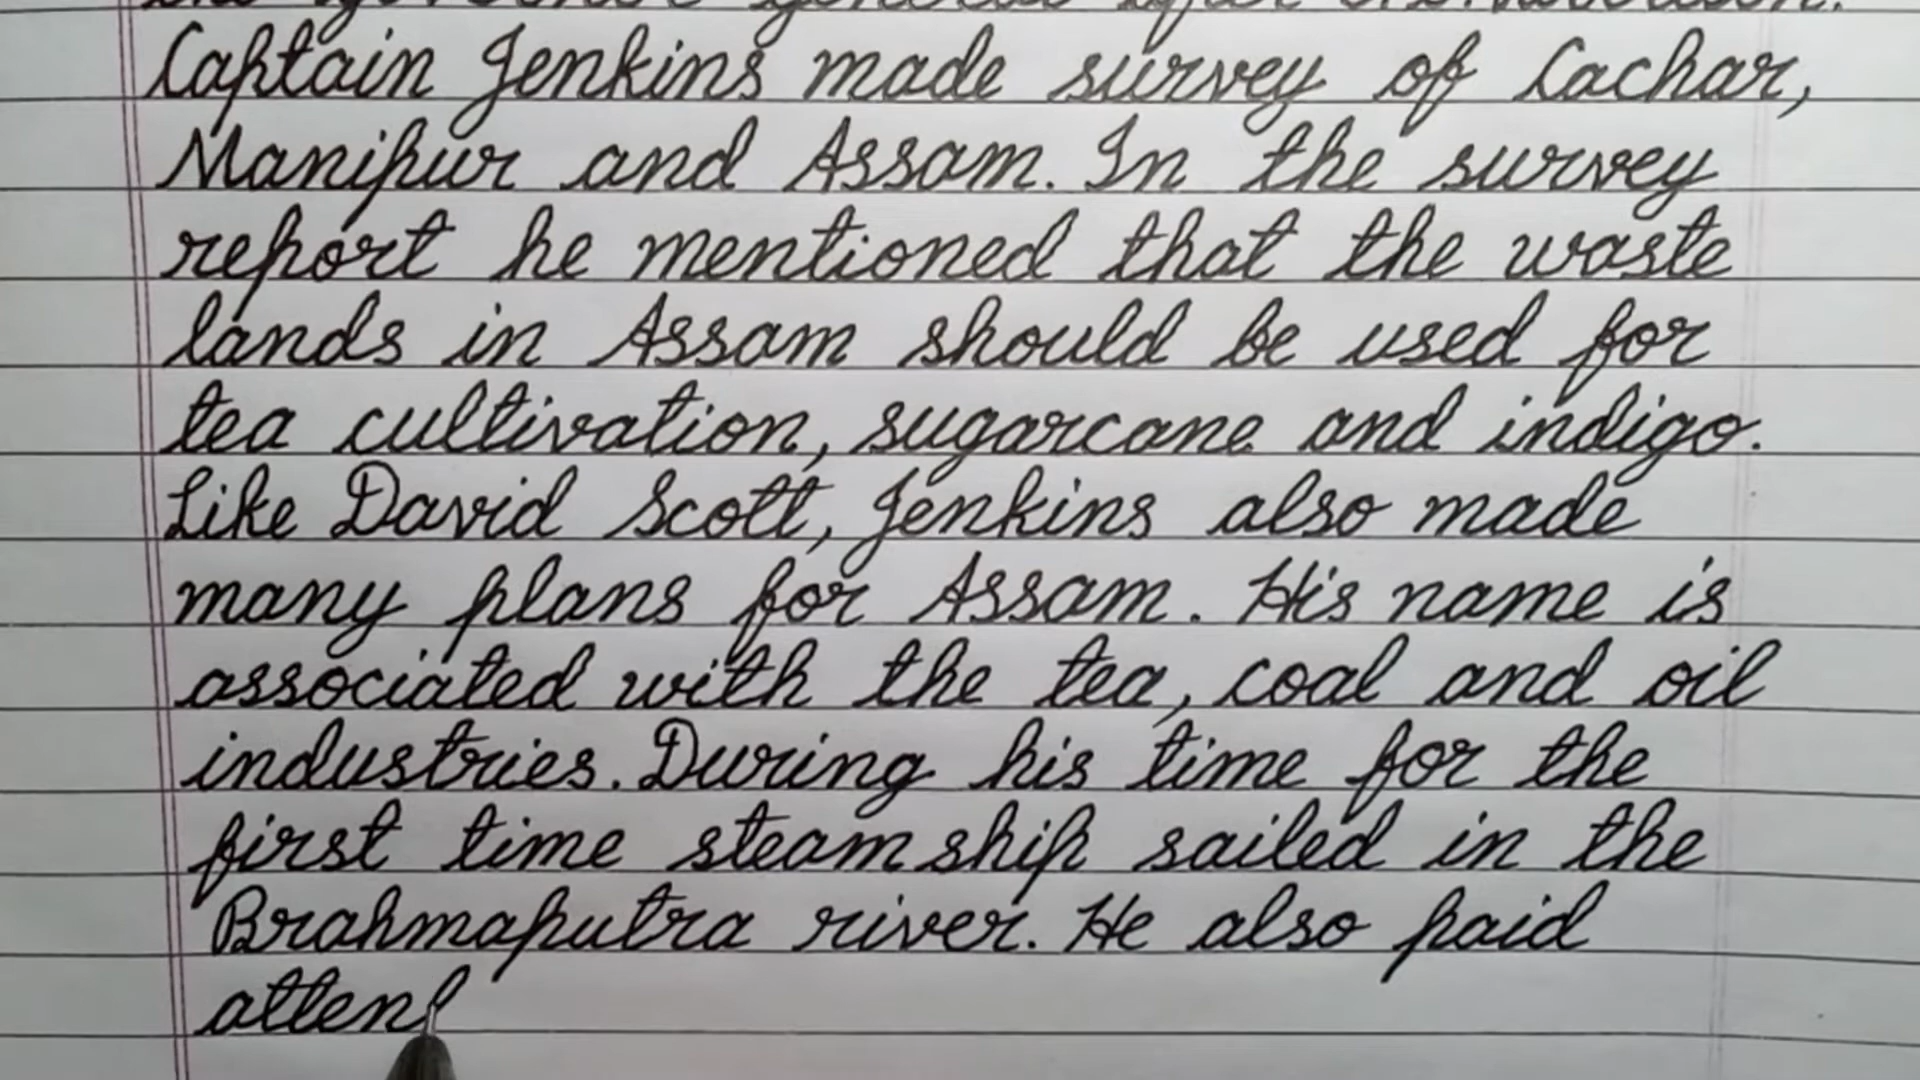 Captain Jenkins made survey of Cachar,
Manipur and Assam. In the survey
report he mentioned that the waste
lands in Assam should be used for
tea cultivation, sugarcane and indigo.
Like David Scott, Jenkins also made
many plans for Assam. His name is
associated with the tea, coal and oil
industries. During his time for the
first time steam ship sailed in the
Brahmaputra river. He also paid
atten